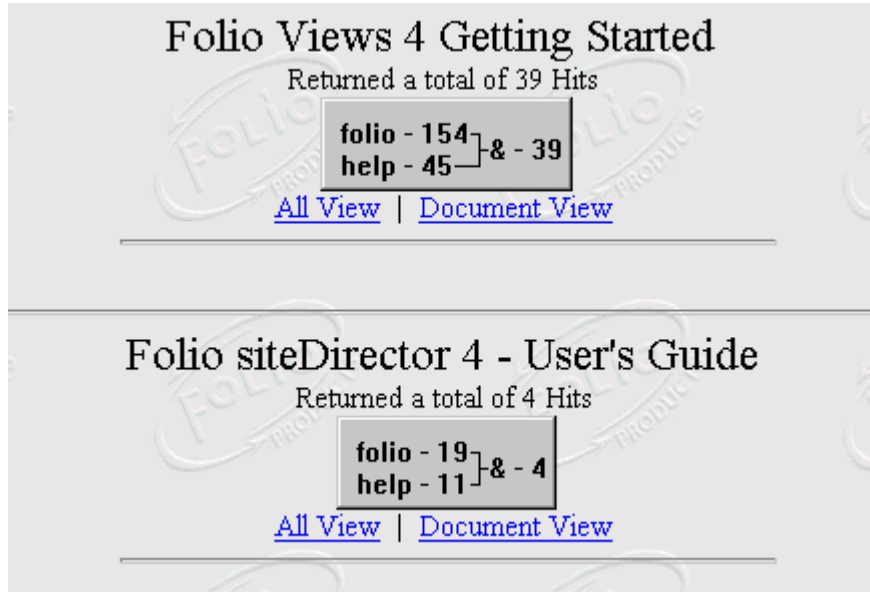 Folio Views 4 Getting Started
Returned a total of 39 Hits
folio - 154
help - 45
& - 39
All View | Document View
Folio siteDirector 4 - User's Guide
Returned a total of 4 Hits
folio - 19
help - 11
& - 4
All View | Document View
FOLIO PRODUCTS